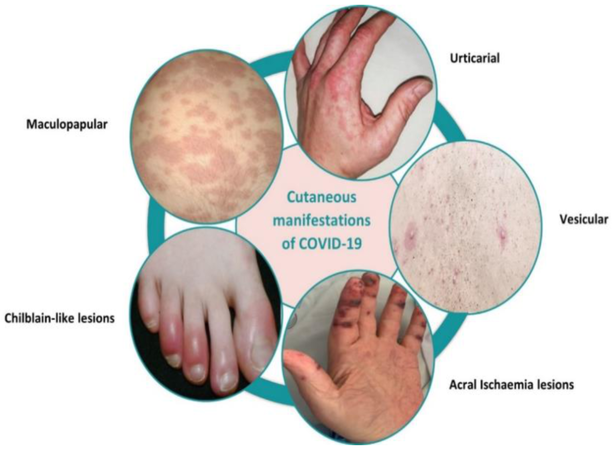 Urticarial
Maculopapular
Cutaneous
manifestations
of COVID-19
Vesicular
Chilblain-like lesions
Acral Ischaemia lesions